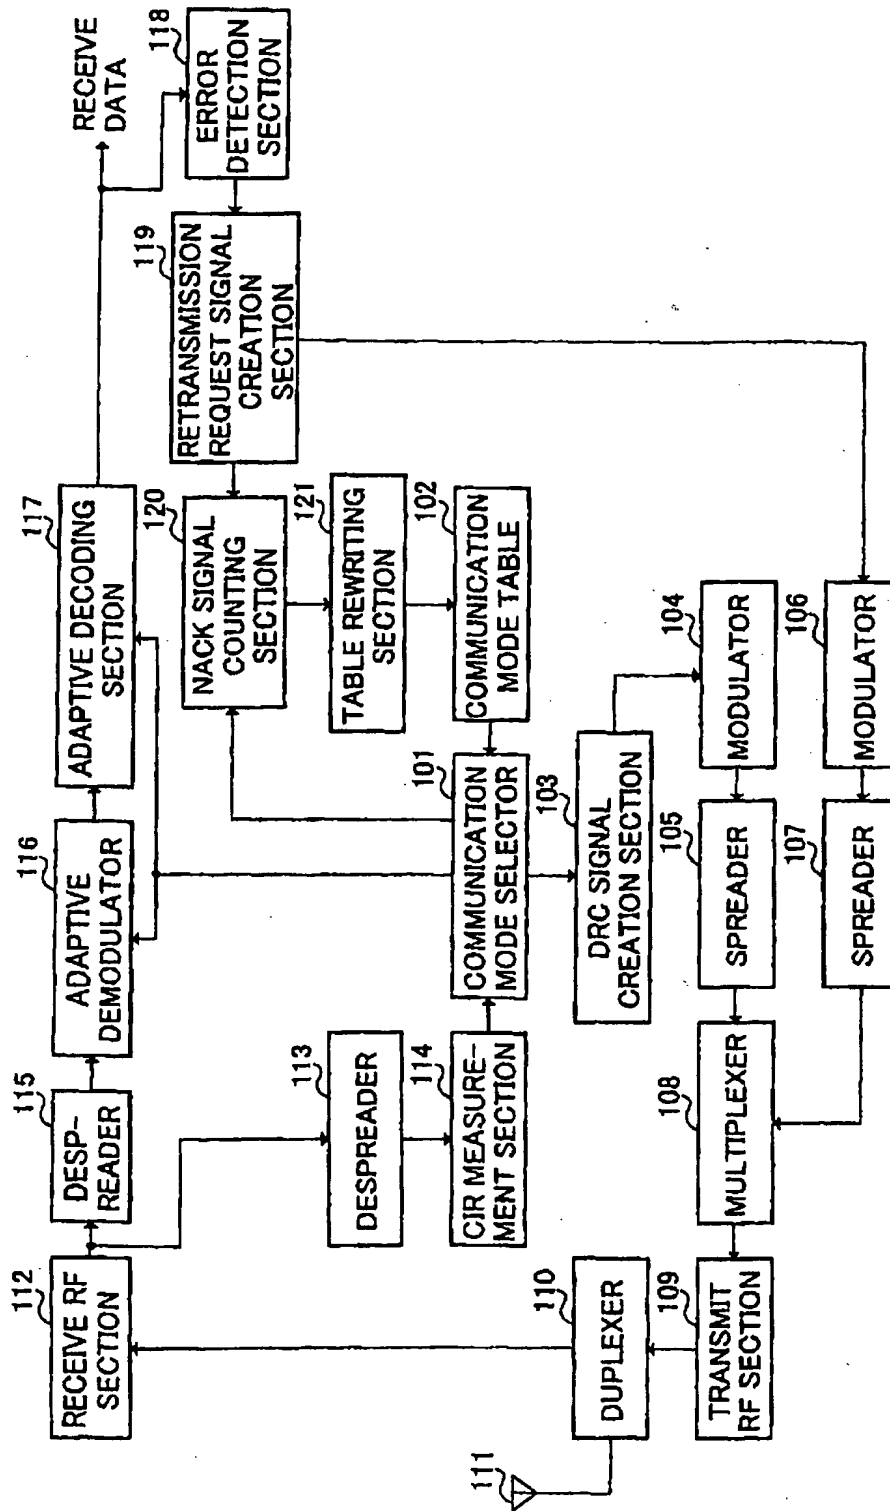 112
RECEIVE RF
SECTION
115
DESP-
READER
116
ADAPTIVE
DEMODULATOR
117
ADAPTIVE DECODING
SECTION
RECEIVE
DATA
118
ERROR
DETECTION
SECTION
119
RETRANSMISSION
REQUEST SIGNAL
CREATION
SECTION
120
NACK SIGNAL
COUNTING
SECTION
113
DESPREADER
121
TABLE REWRITING
SECTION
114
CIR MEASURE-
MENT SECTION
101
COMMUNICATION
MODE SELECTOR
102
COMMUNICATION
MODE TABLE
111
110
DUPLEXER
103
DRC SIGNAL
CREATION SECTION
109
TRANSMIT
RF SECTION
108
MULTIPLEXER
105
SPREADER
104
MODULATOR
107
SPREADER
106
MODULATOR